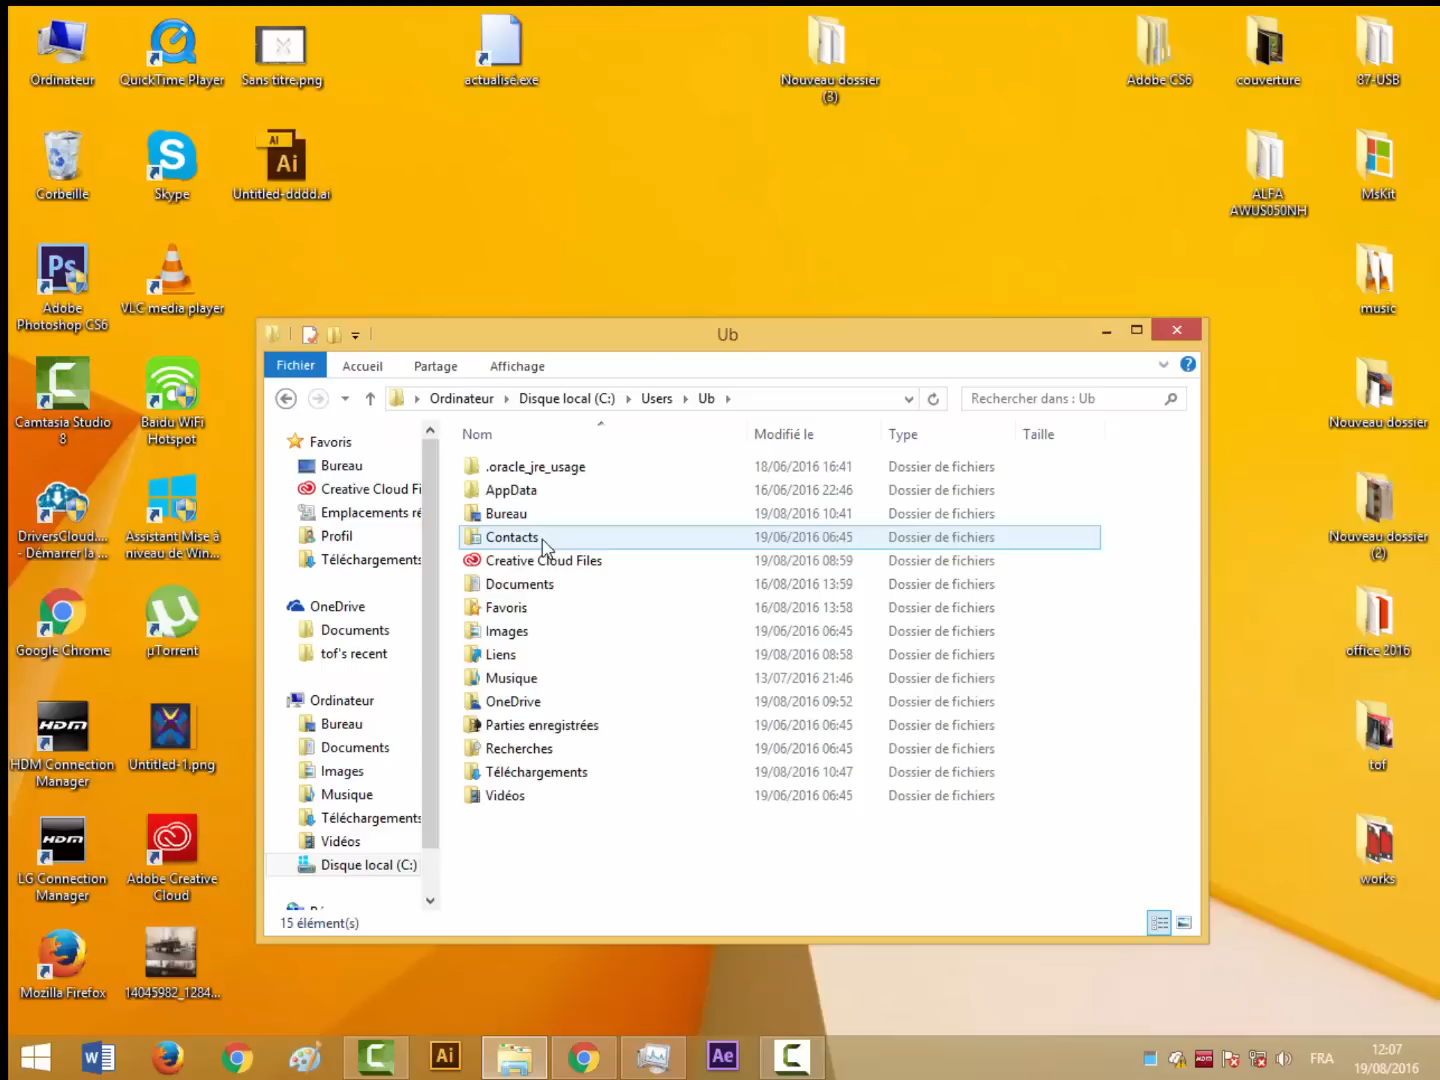 Ordinateur
QuickTime Player
Sans titre.png
actualisé.exe
Nouveau dossier
(3)
Adobe CS6
couverture
87-USB
Corbeille
Skype
Ai
Ai
Untitled-dddd.ai
ALFA
AWUS050NH
MsKit
Ps
Adobe
Photoshop CS6
VLC media player
music
Camtasia Studio
8
Baidu WiFi
Hotspot
Nouveau dossier
DriversCloud....
- Démarrer la ...
Assistant Mise à
niveau de Win...
Nouveau dossier
(2)
Google Chrome
µTorrent
office 2016
HDM
HDM Connection
Manager
Untitled-1.png
tof
HDM
LG Connection
Manager
Adobe Creative
Cloud
works
Mozilla Firefox
14045982_1284...
Ub
Fichier
Accueil
Partage
Affichage
Ordinateur
Disque local (C:)
Users
Ub
Rechercher dans : Ub
Favoris
Bureau
Creative Cloud Fi
Emplacements ré
Profil
Téléchargements
OneDrive
Documents
tof's recent
Ordinateur
Bureau
Documents
Images
Musique
Téléchargements
Vidéos
Disque local (C:)
Nom Modifié le Type Taille
.oracle_jre_usage 18/06/2016 16:41 Dossier de fichiers
AppData 16/06/2016 22:46 Dossier de fichiers
Bureau 19/08/2016 10:41 Dossier de fichiers
Contacts 19/06/2016 06:45 Dossier de fichiers
Creative Cloud Files 19/08/2016 08:59 Dossier de fichiers
Documents 16/08/2016 13:59 Dossier de fichiers
Favoris 16/08/2016 13:58 Dossier de fichiers
Images 19/06/2016 06:45 Dossier de fichiers
Liens 19/08/2016 08:58 Dossier de fichiers
Musique 13/07/2016 21:46 Dossier de fichiers
OneDrive 19/08/2016 09:52 Dossier de fichiers
Parties enregistrées 19/06/2016 06:45 Dossier de fichiers
Recherches 19/06/2016 06:45 Dossier de fichiers
Téléchargements 19/08/2016 10:47 Dossier de fichiers
Vidéos 19/06/2016 06:45 Dossier de fichiers
15 élément(s)
Ai
Ae
FRA
12:07
19/08/2016